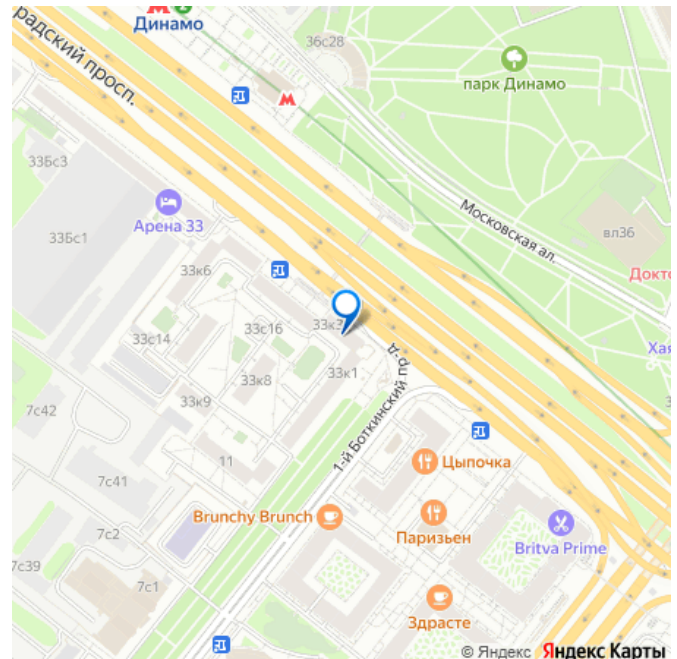 Динамо
36с28
радский просп.
парк Динамо
33Бс3
Московская ал.
вл36
Арена 33
33Бс1
Докто
33к6
33с16
33к3
Хая
33с14
33к1
33к8
1-й Боткинский пр-д
33к9
7с42
11
Цыпочка
7с41
Brunchy Brunch
Паризьен
Britva Prime
7с2
7с39
7с1
Здрасте
© Яндекс Яндекс Карты